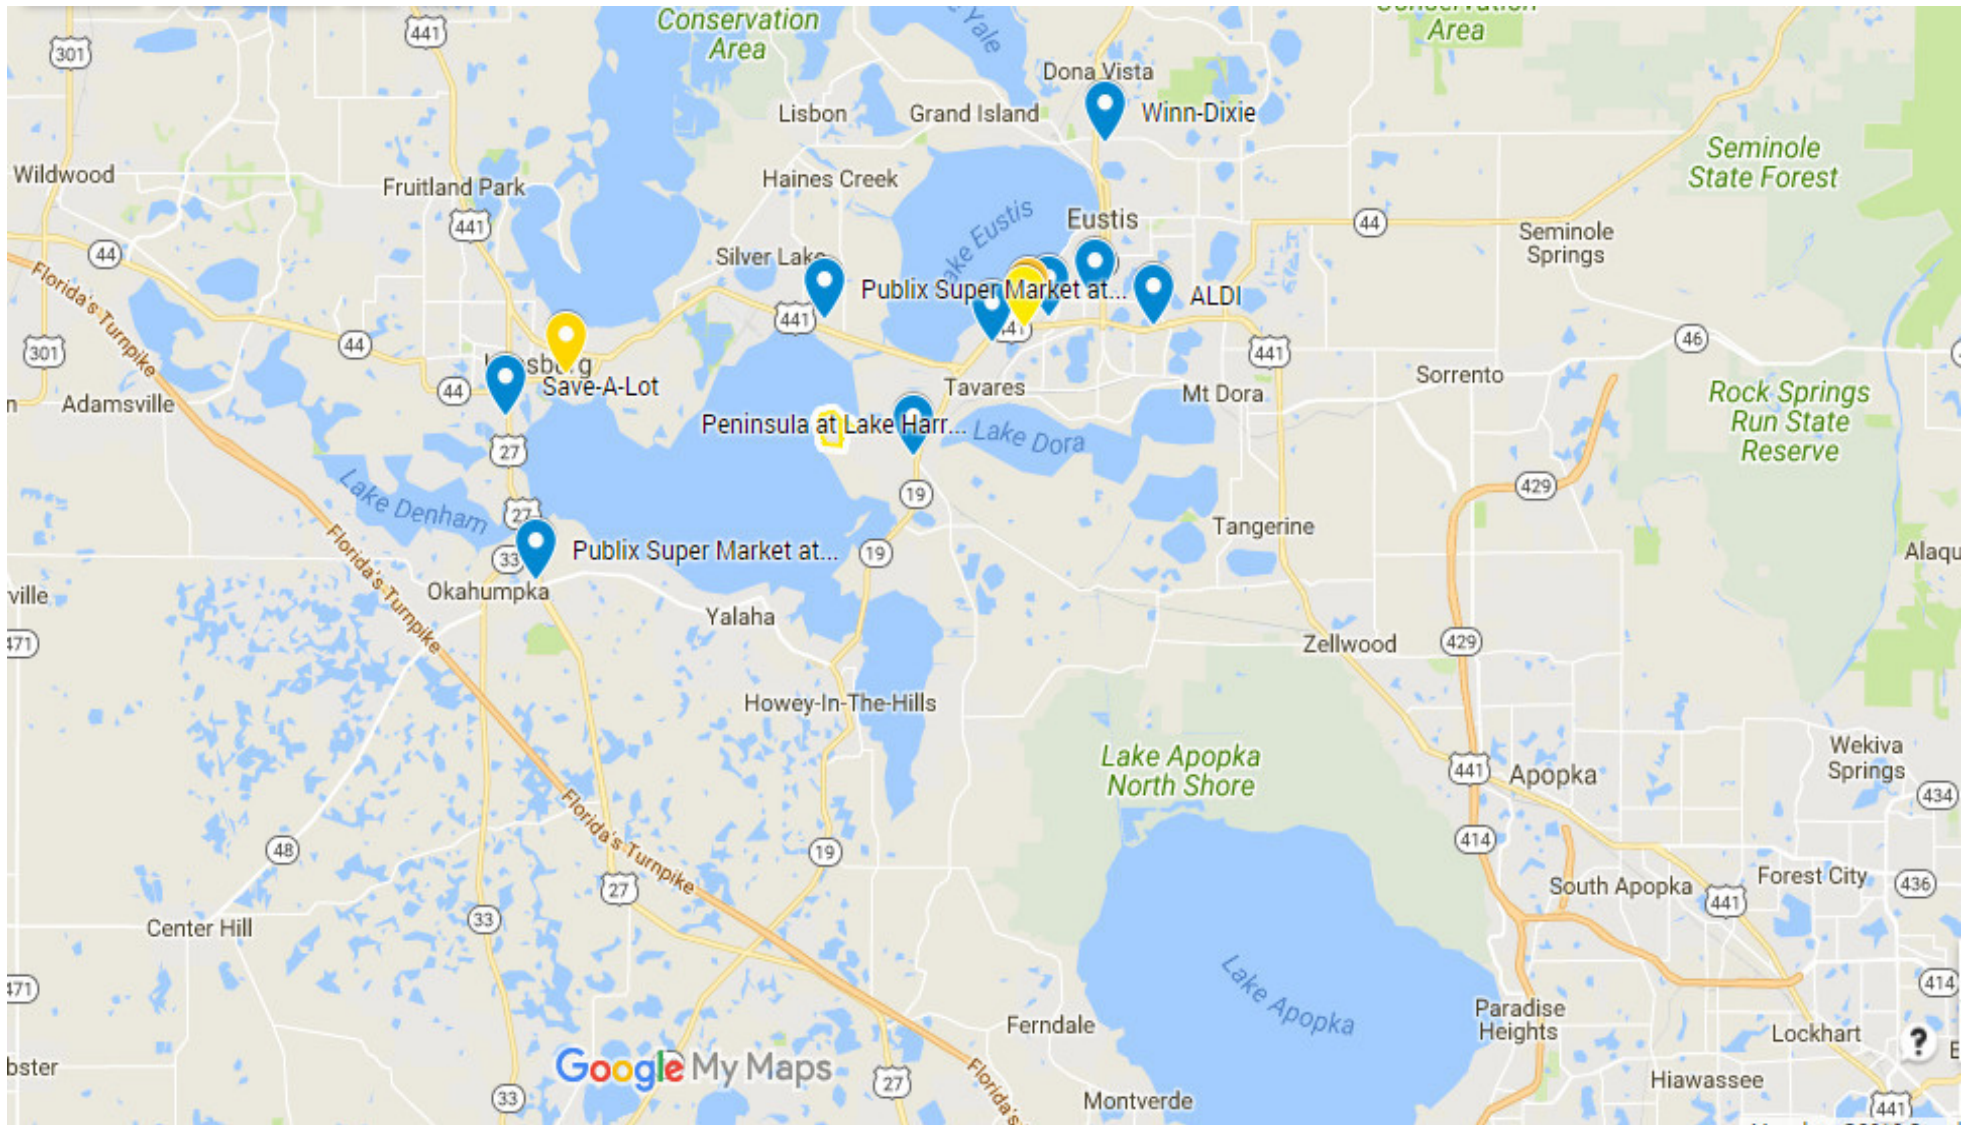 Conservation
Area
Conservation
Area
441
301
Lake Yale
Dona Vista
Lisbon
Grand Island
Winn-Dixie
Seminole
State Forest
Wildwood
Fruitland Park
Haines Creek
441
Lake Eustis
Eustis
44
Seminole
Springs
44
Silver Lake
Florida's Turnpike
Publix Super Market at...
ALDI
441
441
44
301
441
46
Save-A-Lot
44
Adamsville
Tavares
Mt Dora
Sorrento
Rock Springs
Run State
Reserve
Peninsula at Lake Harr...
Lake Dora
27
Lake Denham
19
429
27
Florida's Turnpike
Tangerine
33
Publix Super Market at...
19
Okahumpka
Yalaha
ville
471
Zellwood
429
Howey-In-The-Hills
Lake Apopka
North Shore
Wekiva
Springs
441
Apopka
434
Florida's Turnpike
48
19
414
27
South Apopka
Forest City
436
441
33
Center Hill
Lake Apopka
471
414
Paradise
Heights
Ferndale
Lockhart
?
Florida's
Google My Maps
27
Hiawassee
33
Montverde
441